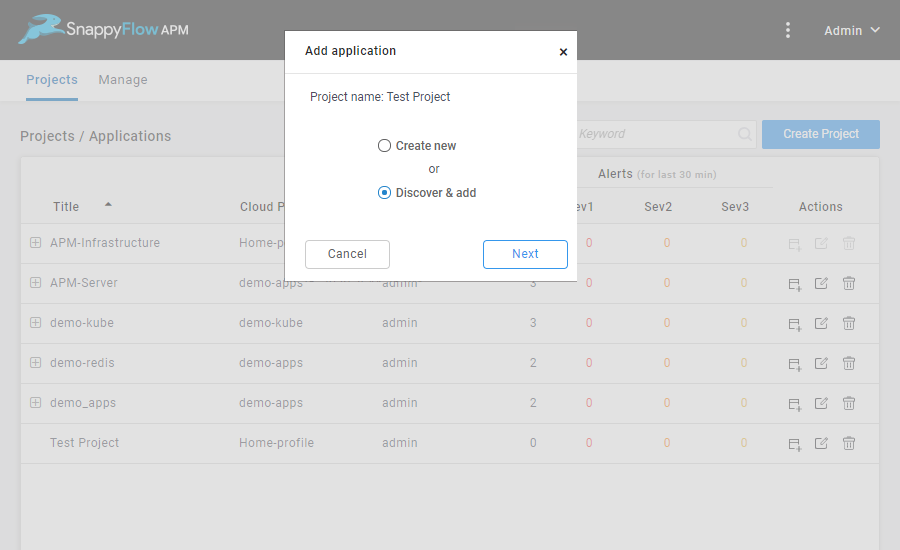 SnappyFlow APM
Admin
Add application
×
Projects Manage
Project name: Test Project
Projects / Applications
Keyword
Create Project
Create new
or
Discover & add
Alerts (for last 30 min)
Title Cloud P ev1 Sev2 Sev3 Actions
Cancel Next
APM-Infrastructure Home-p 0 0 0
APM-Server demo-apps admin 3 0 0 0
demo-kube demo-kube admin 3 0 0 0
demo-redis demo-apps admin 2 0 0 0
demo_apps demo-apps admin 2 0 0 0
Test Project Home-profile admin 0 0 0 0